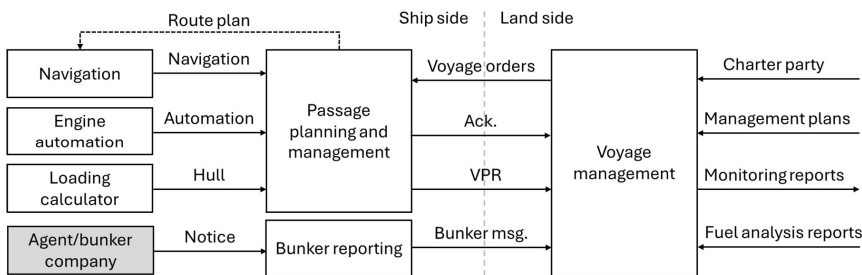 Route plan
Ship side
Land side
Navigation
Navigation
Voyage orders
Charter party
Engine
automation
Automation
Passage
planning and
management
Ack.
Voyage
management
Management plans
Loading
calculator
Hull
VPR
Monitoring reports
Agent/bunker
company
Notice
Bunker reporting
Bunker msg.
Fuel analysis reports